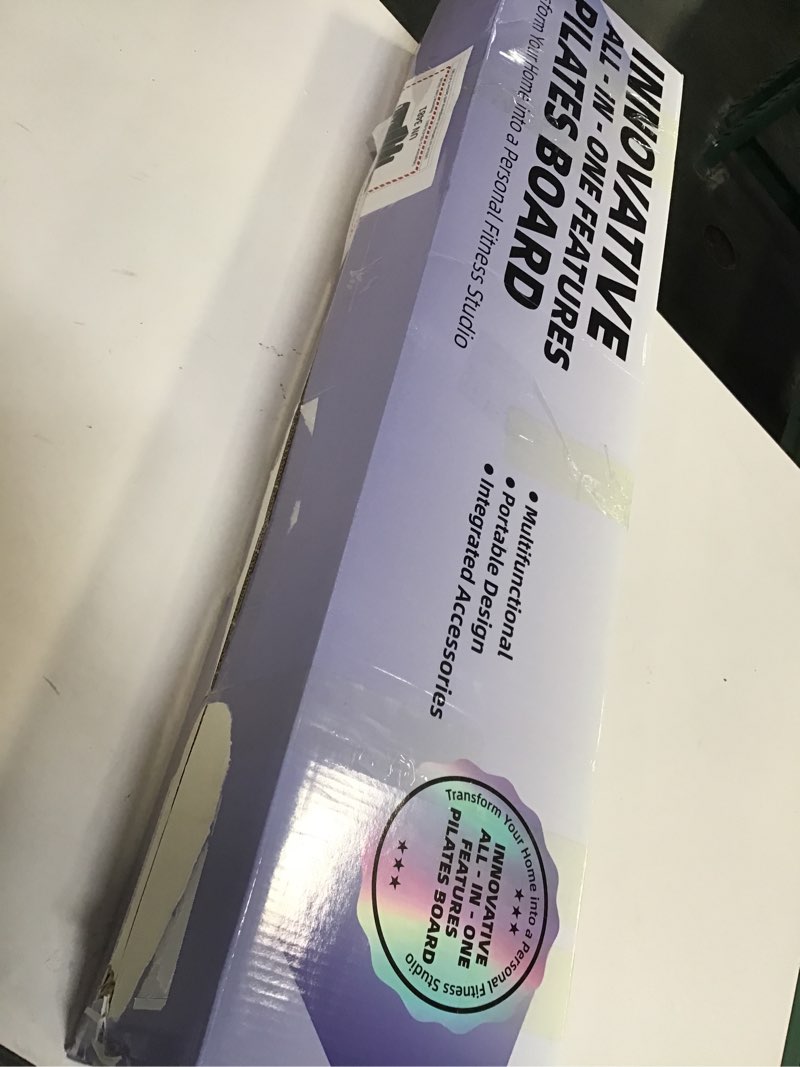 INNOVATIVE
ALL - IN - ONE FEATURES
PILATES BOARD
form Your Home into a Personal Fitness Studio
● Multifunctional
● Portable Design
● Integrated Accessories
Transform Your Home into a Personal Fitness Studio
INNOVATIVE
ALL - IN - ONE
FEATURES
PILATES BOARD